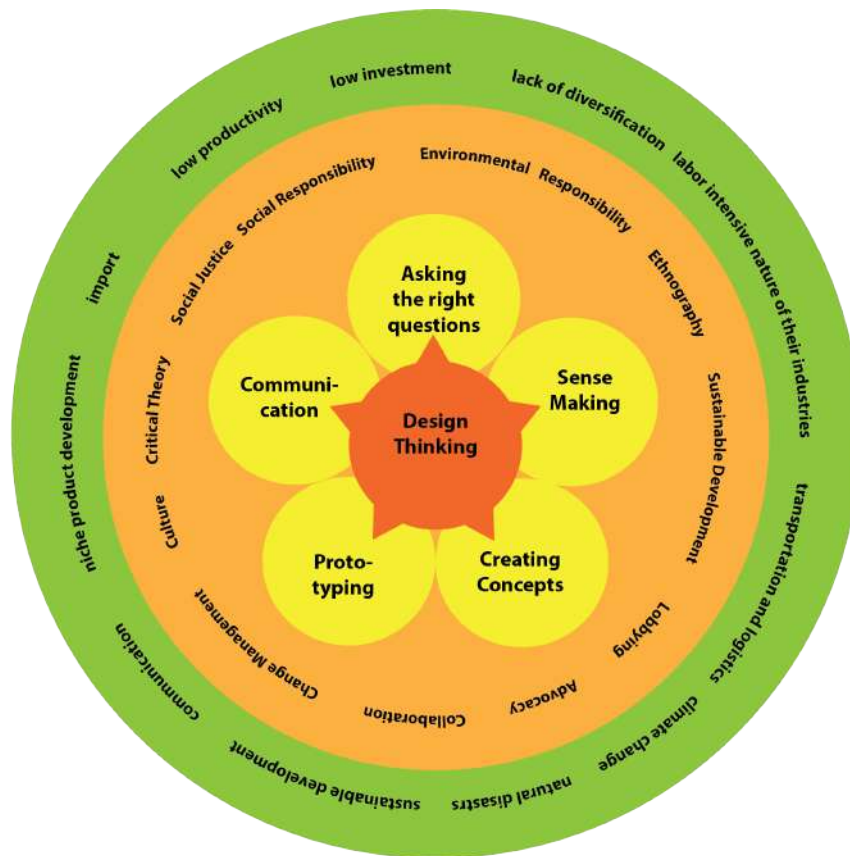 low investment
lack of diversification
labor intensive nature of their industries
transportation and logistics
climate change
natural disastrs
sustainable development
communication
niche product development
import
low productivity
Environmental Responsibility
Ethnography
Sustainable Development
Lobbying
Advocacy
Collaboration
Change Management
Culture
Critical Theory
Social Justice
Social Responsibility
Asking
the right
questions
Sense
Making
Creating
Concepts
Proto-
typing
Communi-
cation
Design
Thinking